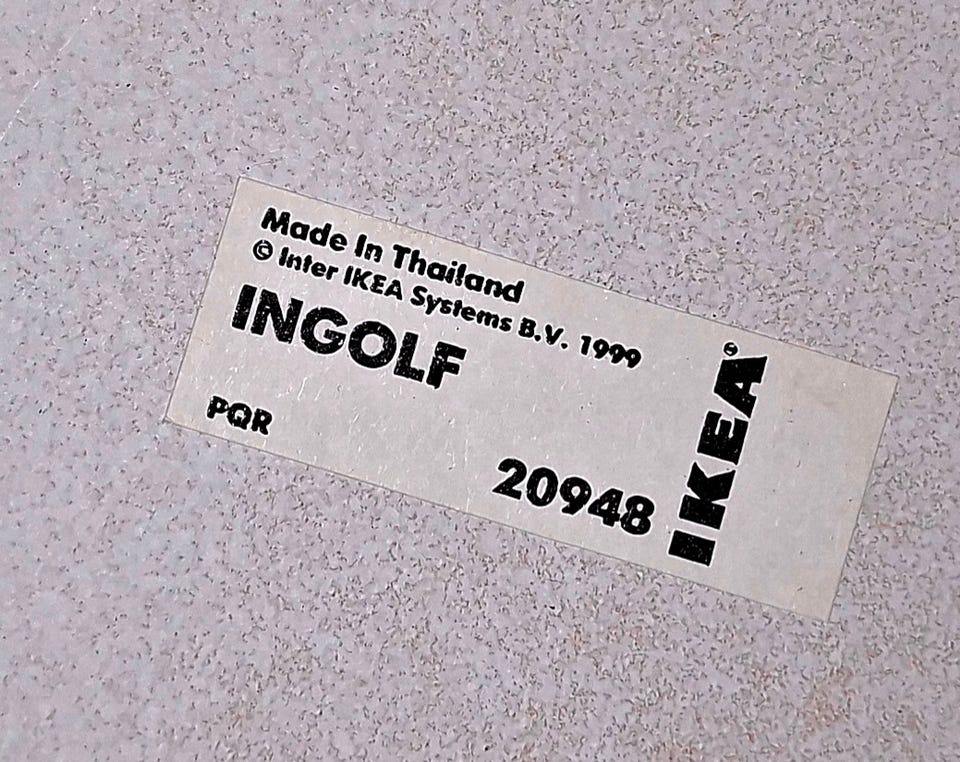 Made In Thailand
© Inter IKEA Systems B.V. 1999
INGOLF
PQR
20948
IKEA®